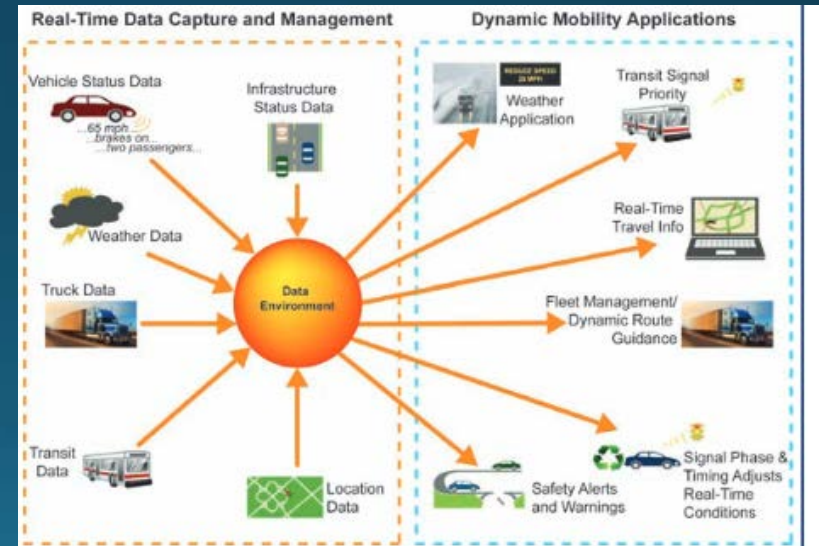 Real-Time Data Capture and Management
Dynamic Mobility Applications
Vehicle Status Data
...65 mph...
...brakes on...
...two passengers...
Infrastructure
Status Data
Weather Data
Truck Data
Transit
Data
Location
Data
Data
Environment
REDUCE SPEED
35 MPH
Weather
Application
Transit Signal
Priority
Real-Time
Travel Info
Fleet Management/
Dynamic Route
Guidance
Safety Alerts
and Warnings
Signal Phase &
Timing Adjusts
Real-Time
Conditions